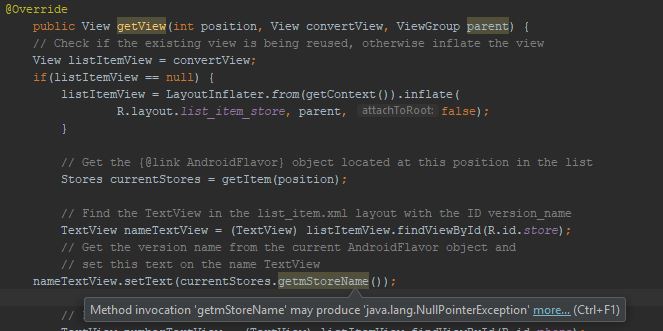 @Override
public View getView(int position, View convertView, ViewGroup parent) {
// Check if the existing view is being reused, otherwise inflate the view
View listItemView = convertView;
if(listItemView == null) {
listItemView = LayoutInflater.from(getContext()).inflate(
R.layout.list_item_store, parent, attachToRoot: false);
}
// Get the {@link AndroidFlavor} object located at this position in the list
Stores currentStores = getItem(position);
// Find the TextView in the list_item.xml layout with the ID version_name
TextView nameTextView = (TextView) listItemView.findViewById(R.id.store);
// Get the version name from the current AndroidFlavor object and
// set this text on the name TextView
nameTextView.setText(currentStores.getmStoreName());
Method invocation 'getmStoreName' may produce 'java.lang.NullPointerException' more... (Ctrl+F1)